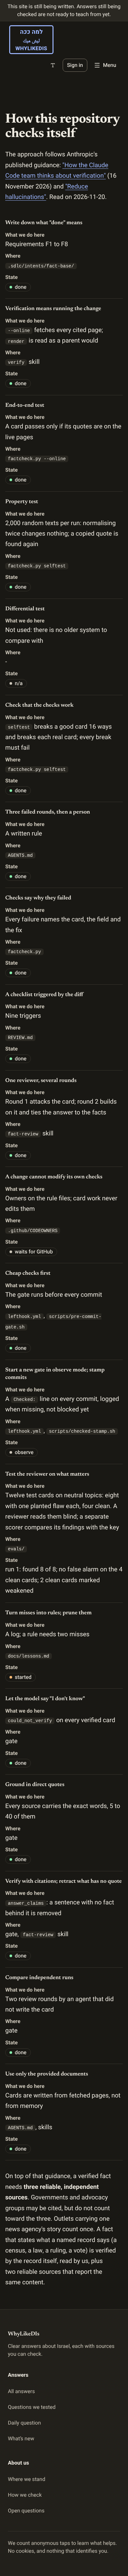 This site is still being written. Answers being
checked are not ready to teach from yet.
למה ככה
ليش هيك
WHYLIKEDIS
Sign in
Menu
How this repository
checks itself
The approach follows Anthropic's
published guidance: "How the Claude
Code team thinks about verification" (16
November 2026) and "Reduce
hallucinations". Read on 2026-11-20.
Write down what "done" means
What we do here
Requirements F1 to F8
Where
.sdlc/intents/fact-base/
State
done
Verification means running the change
What we do here
--online fetches every cited page;
render is read as a parent would
Where
verify skill
State
done
End-to-end test
What we do here
A card passes only if its quotes are on the
live pages
Where
factcheck.py --online
State
done
Property test
What we do here
2,000 random texts per run: normalising
twice changes nothing; a copied quote is
found again
Where
factcheck.py selftest
State
done
Differential test
What we do here
Not used: there is no older system to
compare with
Where
-
State
n/a
Check that the checks work
What we do here
selftest breaks a good card 16 ways
and breaks each real card; every break
must fail
Where
factcheck.py selftest
State
done
Three failed rounds, then a person
What we do here
A written rule
Where
AGENTS.md
State
done
Checks say why they failed
What we do here
Every failure names the card, the field and
the fix
Where
factcheck.py
State
done
A checklist triggered by the diff
What we do here
Nine triggers
Where
REVIEW.md
State
done
One reviewer, several rounds
What we do here
Round 1 attacks the card; round 2 builds
on it and ties the answer to the facts
Where
fact-review skill
State
done
A change cannot modify its own checks
What we do here
Owners on the rule files; card work never
edits them
Where
.github/CODEOWNERS
State
waits for GitHub
Cheap checks first
What we do here
The gate runs before every commit
Where
lefthook.yml, scripts/pre-commit-
gate.sh
State
done
Start a new gate in observe mode; stamp
commits
What we do here
A Checked: line on every commit, logged
when missing, not blocked yet
Where
lefthook.yml, scripts/checked-stamp.sh
State
observe
Test the reviewer on what matters
What we do here
Twelve test cards on neutral topics: eight
with one planted flaw each, four clean. A
reviewer reads them blind; a separate
scorer compares its findings with the key
Where
evals/
State
run 1: found 8 of 8; no false alarm on the 4
clean cards; 2 clean cards marked
weakened
Turn misses into rules; prune them
What we do here
A log; a rule needs two misses
Where
docs/lessons.md
State
started
Let the model say "I don't know"
What we do here
could_not_verify on every verified card
Where
gate
State
done
Ground in direct quotes
What we do here
Every source carries the exact words, 5 to
40 of them
Where
gate
State
done
Verify with citations; retract what has no quote
What we do here
answer_claims: a sentence with no fact
behind it is removed
Where
gate, fact-review skill
State
done
Compare independent runs
What we do here
Two review rounds by an agent that did
not write the card
Where
gate
State
done
Use only the provided documents
What we do here
Cards are written from fetched pages, not
from memory
Where
AGENTS.md, skills
State
done
On top of that guidance, a verified fact
needs three reliable, independent
sources. Governments and advocacy
groups may be cited, but do not count
toward the three. Outlets carrying one
news agency's story count once. A fact
that states what a named record says (a
census, a law, a ruling, a vote) is verified
by the record itself, read by us, plus
two reliable sources that report the
same content.
WhyLikeDIs
Clear answers about Israel, each with sources
you can check.
Answers
All answers
Questions we tested
Daily question
What's new
About us
Where we stand
How we check
Open questions
We count anonymous taps to learn what helps.
No cookies, and nothing that identifies you.